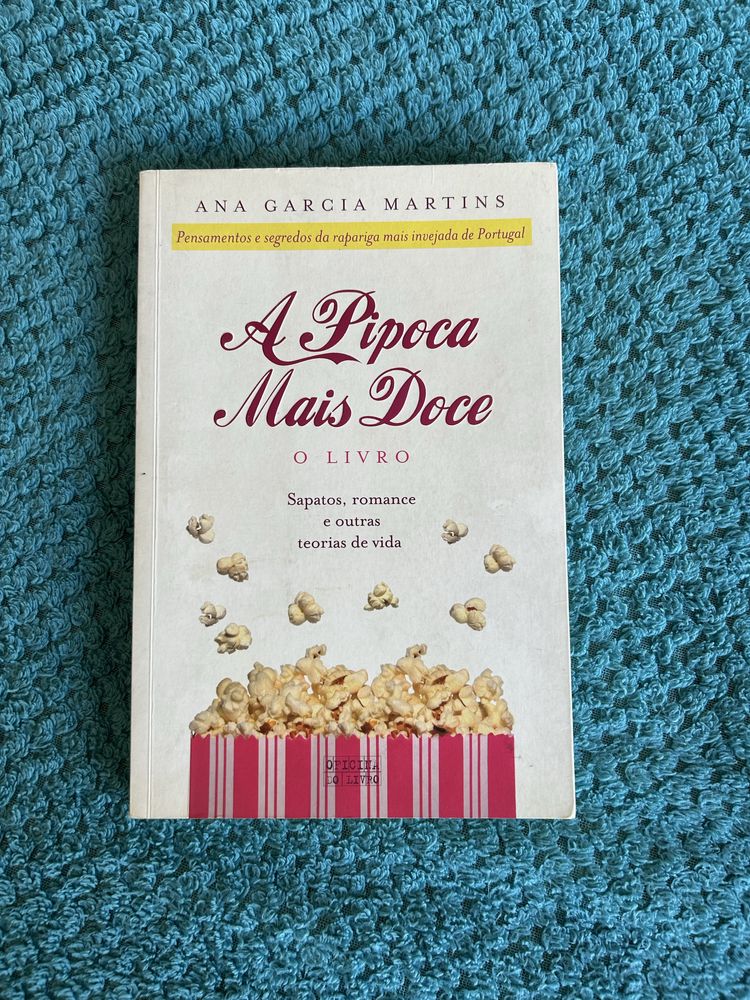 ANA GARCIA MARTINS
Pensamentos e segredos da rapariga mais invejada de Portugal
A Pipoca
Mais Doce
O LIVRO
Sapatos, romance
e outras
teorias de vida
OFICINA
DO LIVRO